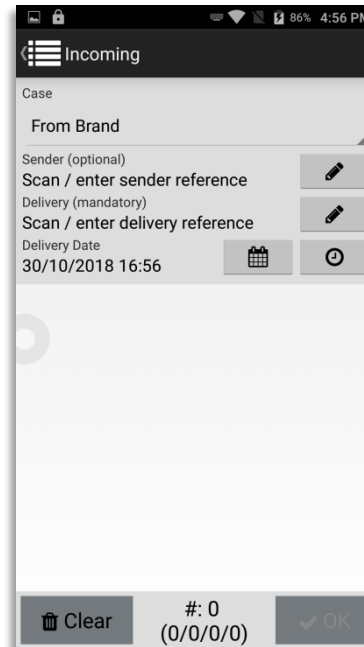 86% 4:56 PM
Incoming
Case
From Brand
Sender (optional)
Scan / enter sender reference
Delivery (mandatory)
Scan / enter delivery reference
Delivery Date
30/10/2018 16:56
Clear
#: 0
(0/0/0/0)
OK